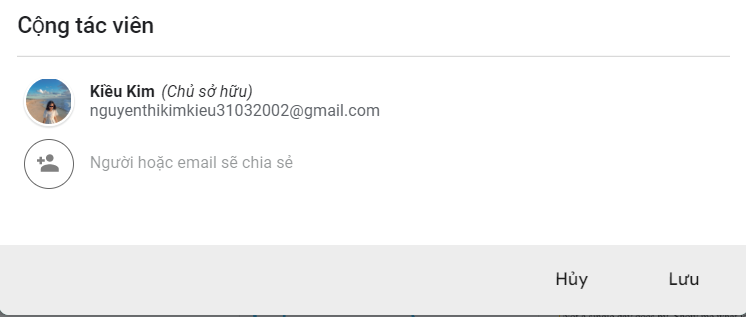 Cộng tác viên
Kiều Kim (Chủ sở hữu)
nguyenthikimkieu31032002@gmail.com
Người hoặc email sẽ chia sẻ
Hủy Lưu